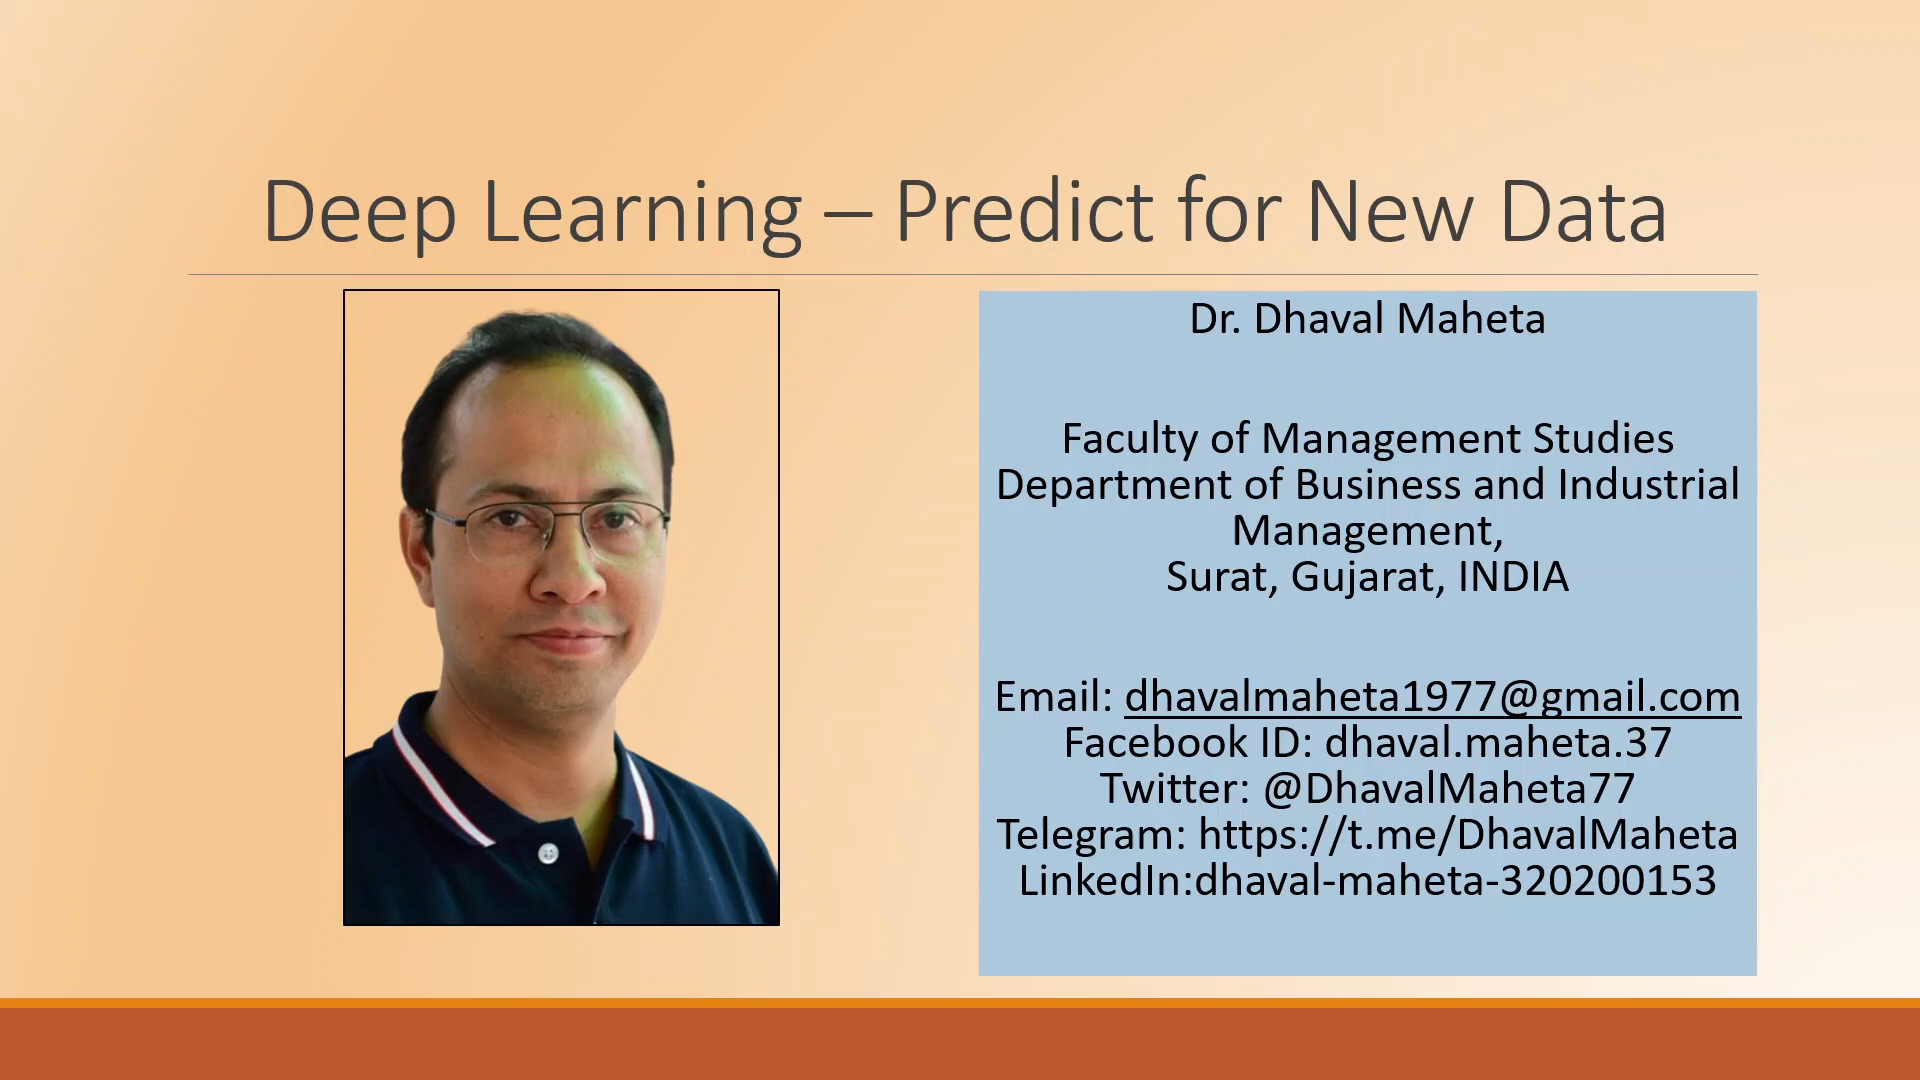 Deep Learning – Predict for New Data
Dr. Dhaval Maheta
Faculty of Management Studies
Department of Business and Industrial
Management,
Surat, Gujarat, INDIA
Email: dhavalmaheta1977@gmail.com
Facebook ID: dhaval.maheta.37
Twitter: @DhavalMaheta77
Telegram: https://t.me/DhavalMaheta
LinkedIn:dhaval-maheta-320200153